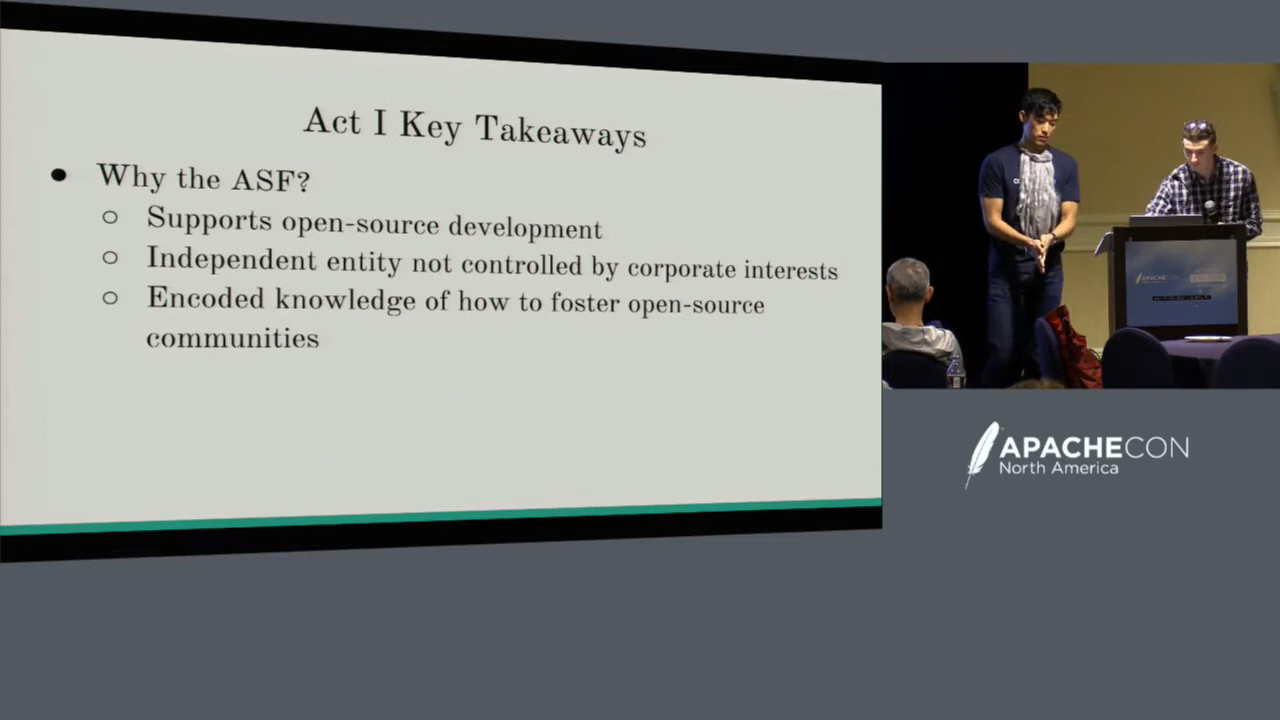 Act I Key Takeaways
● Why the ASF?
○ Supports open-source development
○ Independent entity not controlled by corporate interests
○ Encoded knowledge of how to foster open-source
communities
APACHECON
APACHECON
North America